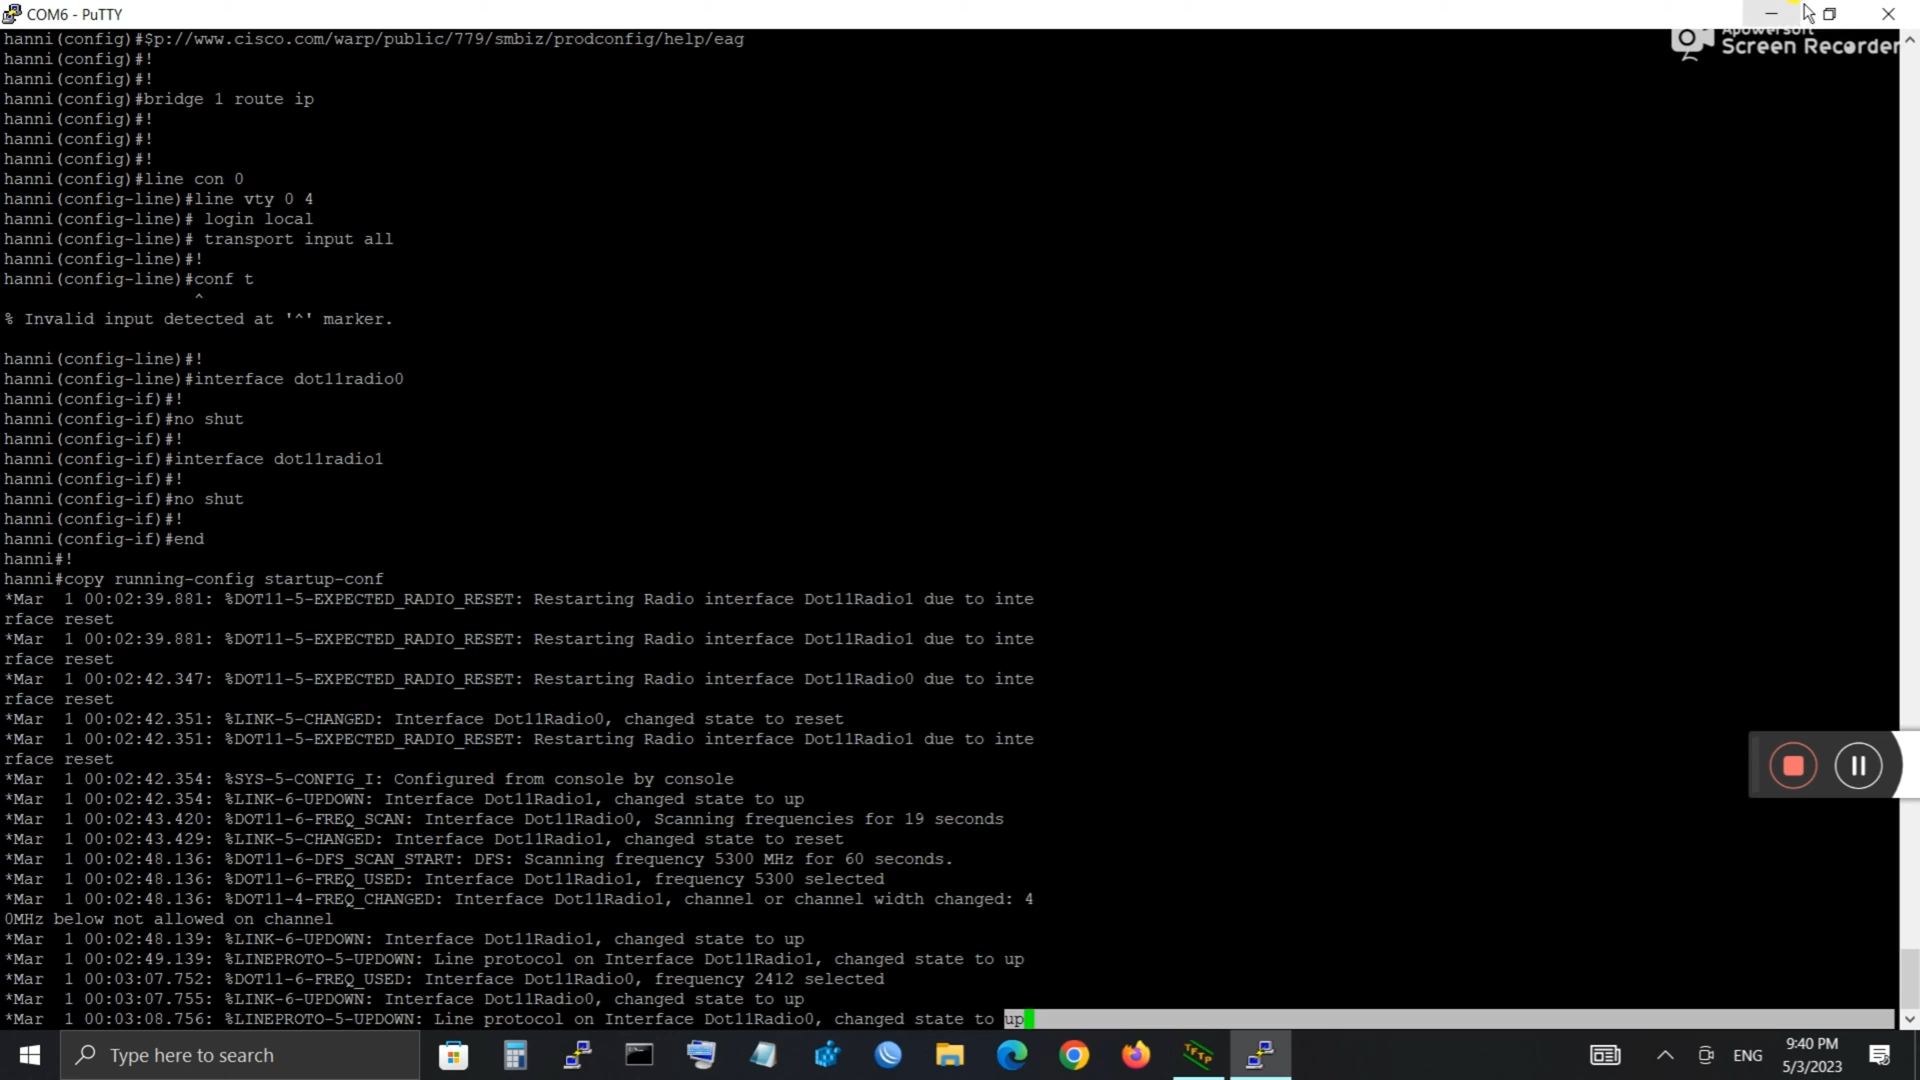 COM6 - PuTTY
hanni(config)#$p://www.cisco.com/warp/public/779/smbiz/prodconfig/help/eag
hanni(config)#!
hanni(config)#!
hanni(config)#bridge 1 route ip
hanni(config)#!
hanni(config)#!
hanni(config)#!
hanni(config)#line con 0
hanni(config-line)#line vty 0 4
hanni(config-line)# login local
hanni(config-line)# transport input all
hanni(config-line)#!
hanni(config-line)#conf t
^
% Invalid input detected at '^' marker.
hanni(config-line)#!
hanni(config-line)#interface dot11radio0
hanni(config-if)#!
hanni(config-if)#no shut
hanni(config-if)#!
hanni(config-if)#interface dot11radio1
hanni(config-if)#!
hanni(config-if)#no shut
hanni(config-if)#!
hanni(config-if)#end
hanni#!
hanni#copy running-config startup-conf
*Mar  1 00:02:39.881: %DOT11-5-EXPECTED_RADIO_RESET: Restarting Radio interface Dot11Radio1 due to inte
rface reset
*Mar  1 00:02:39.881: %DOT11-5-EXPECTED_RADIO_RESET: Restarting Radio interface Dot11Radio1 due to inte
rface reset
*Mar  1 00:02:42.347: %DOT11-5-EXPECTED_RADIO_RESET: Restarting Radio interface Dot11Radio0 due to inte
rface reset
*Mar  1 00:02:42.351: %LINK-5-CHANGED: Interface Dot11Radio0, changed state to reset
*Mar  1 00:02:42.351: %DOT11-5-EXPECTED_RADIO_RESET: Restarting Radio interface Dot11Radio1 due to inte
rface reset
*Mar  1 00:02:42.354: %SYS-5-CONFIG_I: Configured from console by console
*Mar  1 00:02:42.354: %LINK-6-UPDOWN: Interface Dot11Radio1, changed state to up
*Mar  1 00:02:43.420: %DOT11-6-FREQ_SCAN: Interface Dot11Radio0, Scanning frequencies for 19 seconds
*Mar  1 00:02:43.429: %LINK-5-CHANGED: Interface Dot11Radio1, changed state to reset
*Mar  1 00:02:48.136: %DOT11-6-DFS_SCAN_START: DFS: Scanning frequency 5300 MHz for 60 seconds.
*Mar  1 00:02:48.136: %DOT11-6-FREQ_USED: Interface Dot11Radio1, frequency 5300 selected
*Mar  1 00:02:48.136: %DOT11-4-FREQ_CHANGED: Interface Dot11Radio1, channel or channel width changed: 4
0MHz below not allowed on channel
*Mar  1 00:02:48.139: %LINK-6-UPDOWN: Interface Dot11Radio1, changed state to up
*Mar  1 00:02:49.139: %LINEPROTO-5-UPDOWN: Line protocol on Interface Dot11Radio1, changed state to up
*Mar  1 00:03:07.752: %DOT11-6-FREQ_USED: Interface Dot11Radio0, frequency 2412 selected
*Mar  1 00:03:07.755: %LINK-6-UPDOWN: Interface Dot11Radio0, changed state to up
*Mar  1 00:03:08.756: %LINEPROTO-5-UPDOWN: Line protocol on Interface Dot11Radio0, changed state to up
Apowersoft
Screen Recorder
Type here to search
TFTP
ENG
9:40 PM
5/3/2023